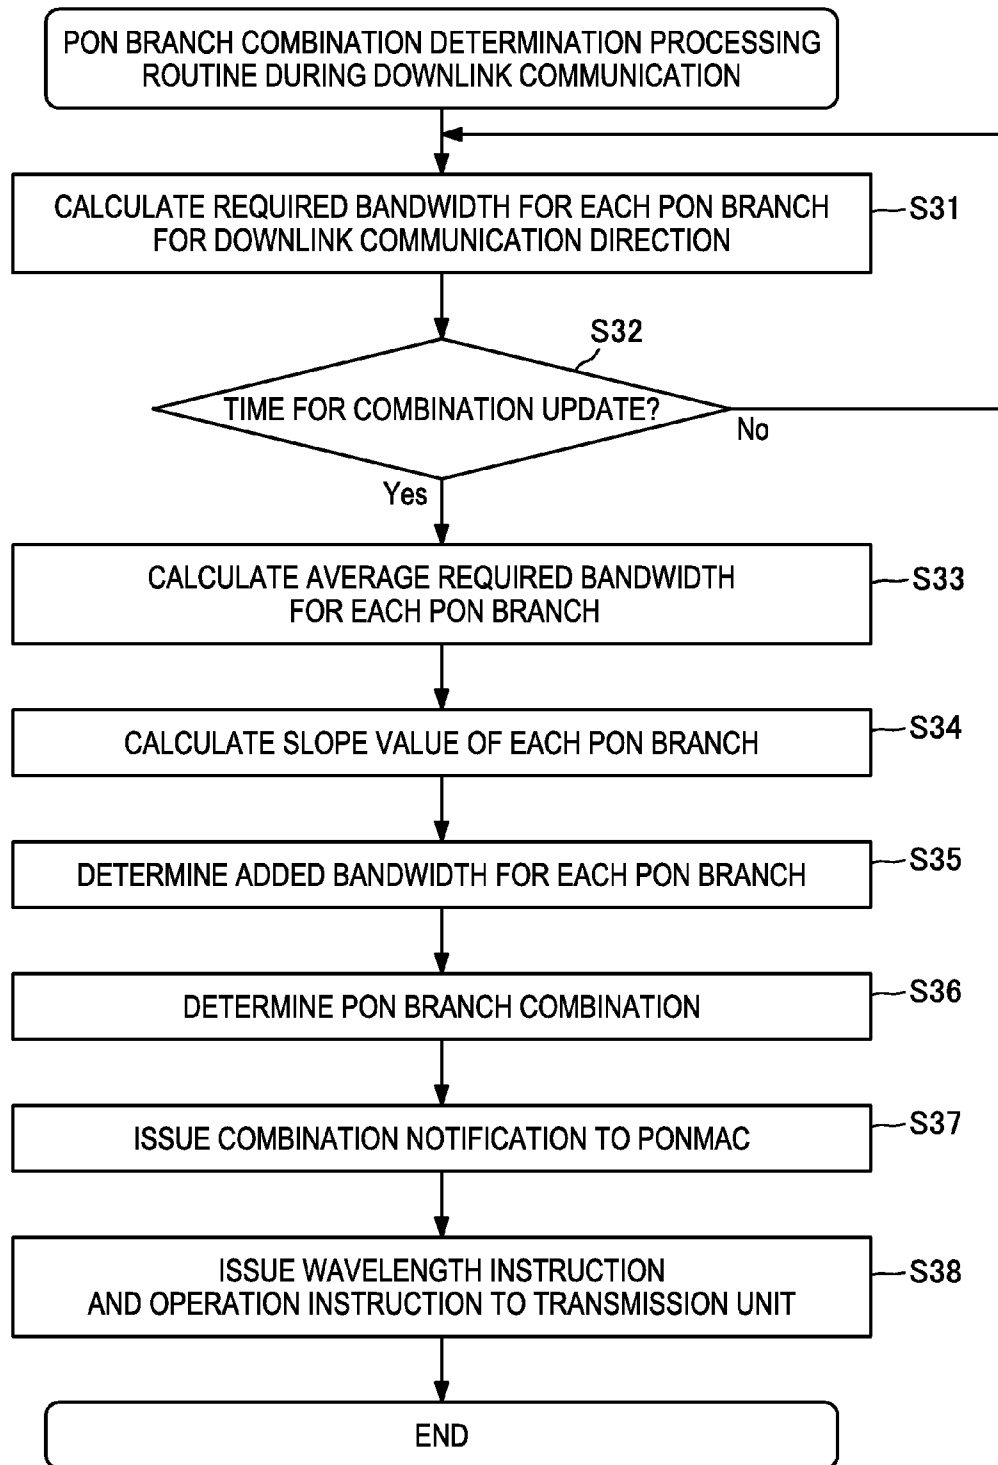 PON BRANCH COMBINATION DETERMINATION PROCESSING
ROUTINE DURING DOWNLINK COMMUNICATION
CALCULATE REQUIRED BANDWIDTH FOR EACH PON BRANCH
FOR DOWNLINK COMMUNICATION DIRECTION
S31
S32
TIME FOR COMBINATION UPDATE?
No
Yes
CALCULATE AVERAGE REQUIRED BANDWIDTH
FOR EACH PON BRANCH
S33
CALCULATE SLOPE VALUE OF EACH PON BRANCH
S34
DETERMINE ADDED BANDWIDTH FOR EACH PON BRANCH
S35
DETERMINE PON BRANCH COMBINATION
S36
ISSUE COMBINATION NOTIFICATION TO PONMAC
S37
ISSUE WAVELENGTH INSTRUCTION
AND OPERATION INSTRUCTION TO TRANSMISSION UNIT
S38
END